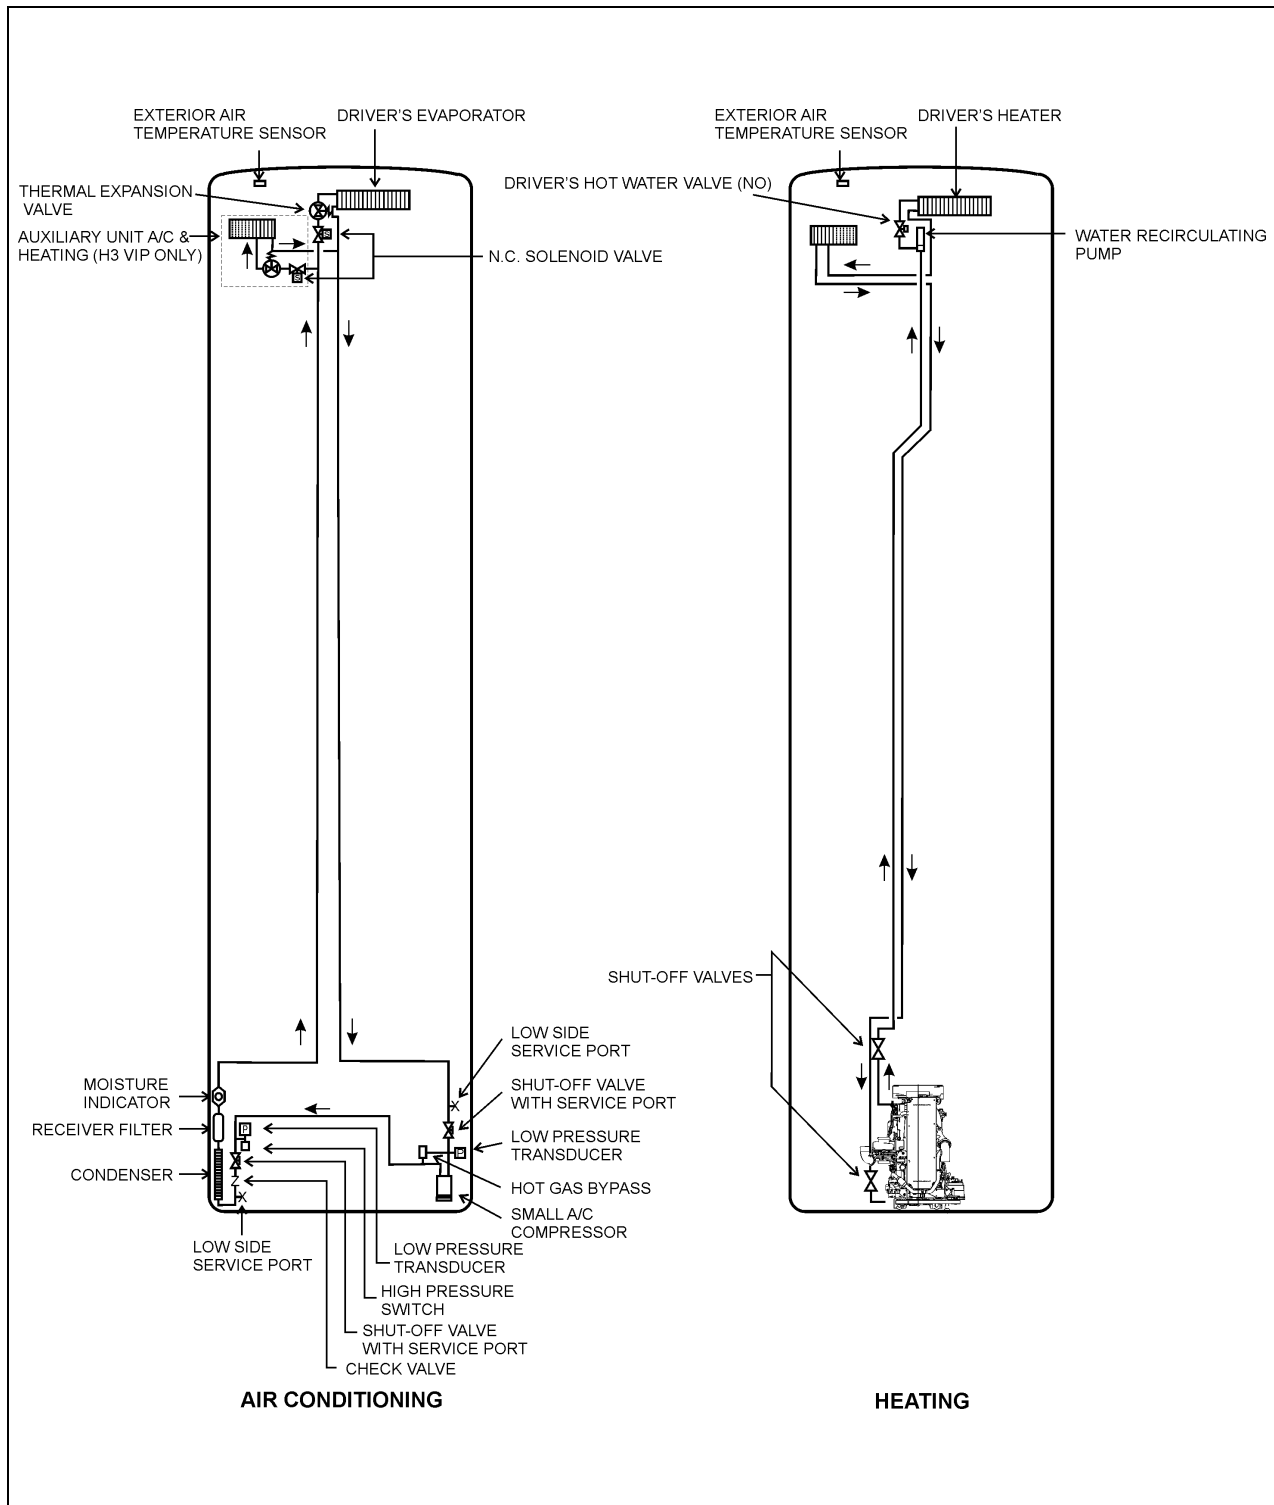 EXTERIOR AIR
TEMPERATURE SENSOR
DRIVER'S EVAPORATOR
THERMAL EXPANSION
VALVE
AUXILIARY UNIT A/C &
HEATING (H3 VIP ONLY)
N.C. SOLENOID VALVE
MOISTURE
INDICATOR
RECEIVER FILTER
CONDENSER
P
P
LOW SIDE
SERVICE PORT
SHUT-OFF VALVE
WITH SERVICE PORT
LOW PRESSURE
TRANSDUCER
HOT GAS BYPASS
SMALL A/C
COMPRESSOR
LOW SIDE
SERVICE PORT
LOW PRESSURE
TRANSDUCER
HIGH PRESSURE
SWITCH
SHUT-OFF VALVE
WITH SERVICE PORT
CHECK VALVE
AIR CONDITIONING
EXTERIOR AIR
TEMPERATURE SENSOR
DRIVER'S HEATER
DRIVER'S HOT WATER VALVE (NO)
WATER RECIRCULATING
PUMP
SHUT-OFF VALVES
HEATING